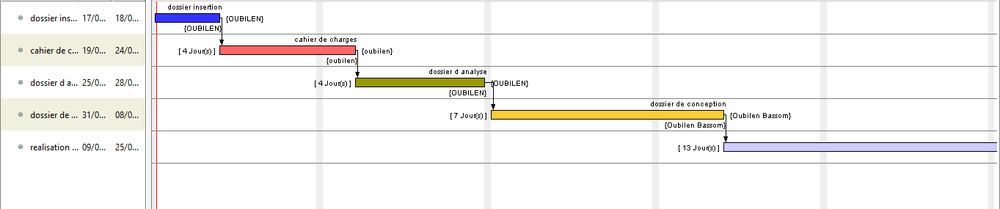 dossier insertion
dossier ins... 17/0... 18/0... {OUBILEN}
{OUBILEN}
cahier de charges
cahier de c... 19/0... 24/0... [ 4 Jour(s) ] {oubilen}
{oubilen}
dossier d analyse
dossier d a... 25/0... 28/0... [ 4 Jour(s) ] {OUBILEN}
{OUBILEN}
dossier de conception
dossier de ... 31/0... 08/0... [ 7 Jour(s) ] {Oubilen Bassom}
{Oubilen Bassom}
realisation ... 09/0... 25/0... [ 13 Jour(s) ]